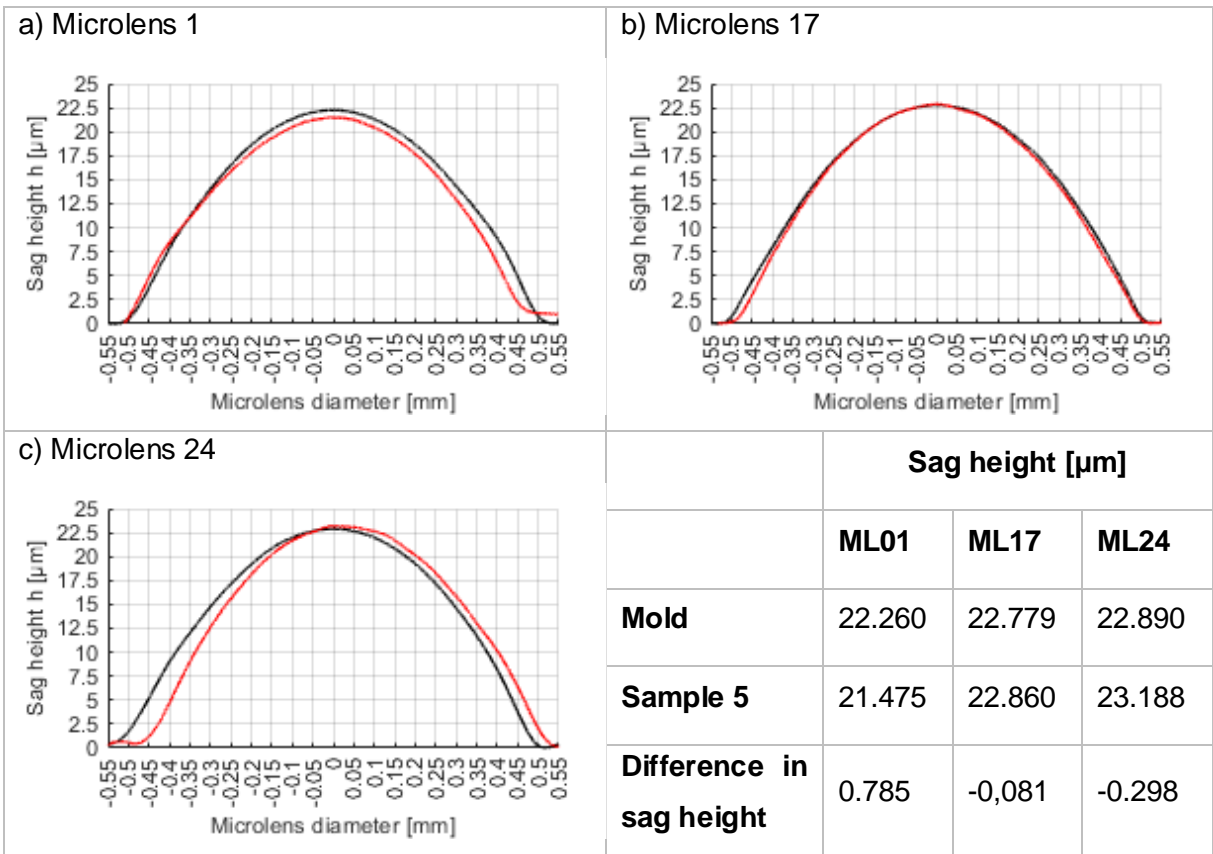 a) Microlens 1
25
22.5
20
17.5
15
12.5
10
7.5
5
2.5
0
Sag height h [µm]
-0.55 -0.5 -0.45 -0.4 -0.35 -0.3 -0.25 -0.2 -0.15 -0.1 -0.05 0 0.05 0.1 0.15 0.2 0.25 0.3 0.35 0.4 0.45 0.5 0.55
Microlens diameter [mm]
b) Microlens 17
25
22.5
20
17.5
15
12.5
10
7.5
5
2.5
0
Sag height h [µm]
-0.55 -0.5 -0.45 -0.4 -0.35 -0.3 -0.25 -0.2 -0.15 -0.1 -0.05 0 0.05 0.1 0.15 0.2 0.25 0.3 0.35 0.4 0.45 0.5 0.55
Microlens diameter [mm]
c) Microlens 24
25
22.5
20
17.5
15
12.5
10
7.5
5
2.5
0
Sag height h [µm]
-0.55 -0.5 -0.45 -0.4 -0.35 -0.3 -0.25 -0.2 -0.15 -0.1 -0.05 0 0.05 0.1 0.15 0.2 0.25 0.3 0.35 0.4 0.45 0.5 0.55
Microlens diameter [mm]
Sag height [µm]
ML01 ML17 ML24
Mold 22.260 22.779 22.890
Sample 5 21.475 22.860 23.188
Difference in
sag height 0.785 -0,081 -0.298